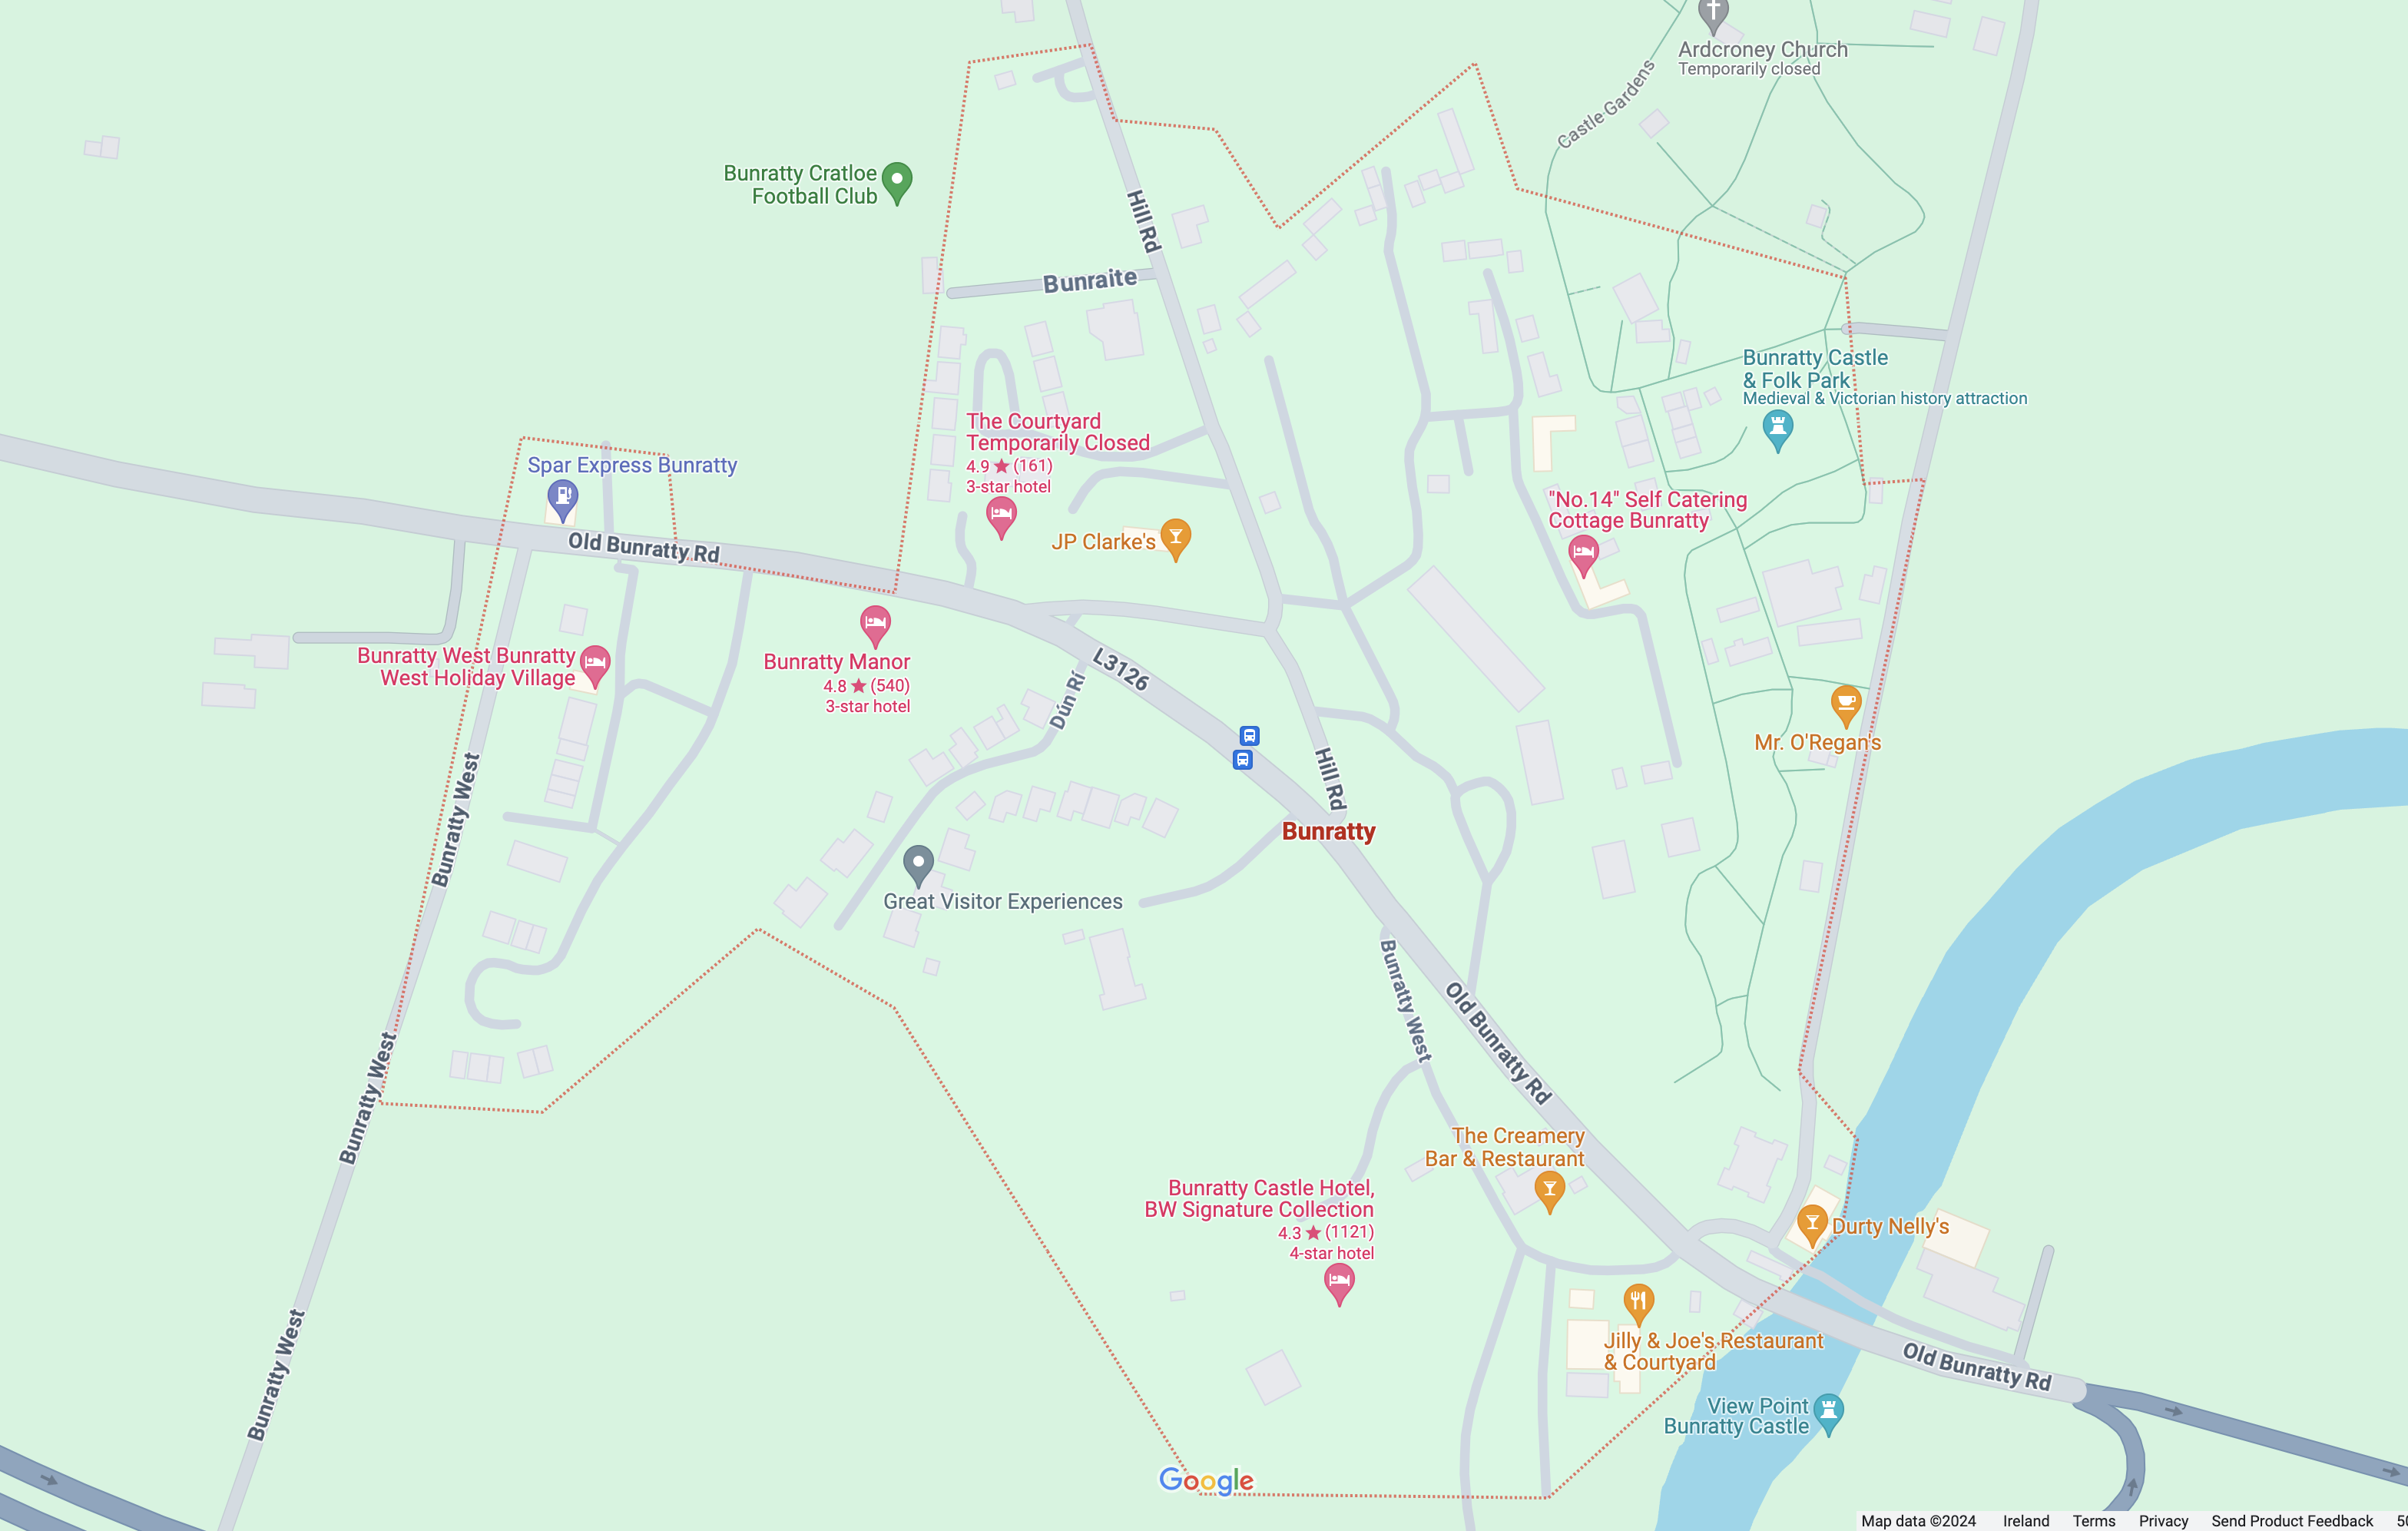 Ardcroney Church
Temporarily closed
Castle Gardens
Bunratty Cratloe
Football Club
Hill Rd
Bunraite
Bunratty Castle
& Folk Park
Medieval & Victorian history attraction
The Courtyard
Temporarily Closed
4.9 ★ (161)
3-star hotel
Spar Express Bunratty
"No.14" Self Catering
Cottage Bunratty
Old Bunratty Rd
JP Clarke's
Bunratty West Bunratty
West Holiday Village
Bunratty Manor
4.8 ★ (540)
3-star hotel
L3126
Dún Rí
Mr. O'Regan's
Hill Rd
Bunratty West
Bunratty
Great Visitor Experiences
Bunratty West
Old Bunratty Rd
Bunratty West
The Creamery
Bar & Restaurant
Bunratty Castle Hotel,
BW Signature Collection
4.3 ★ (1121)
4-star hotel
Durty Nelly's
Jilly & Joe's Restaurant
& Courtyard
Old Bunratty Rd
Bunratty West
View Point
Bunratty Castle
Google
Map data ©2024 Ireland Terms Privacy Send Product Feedback